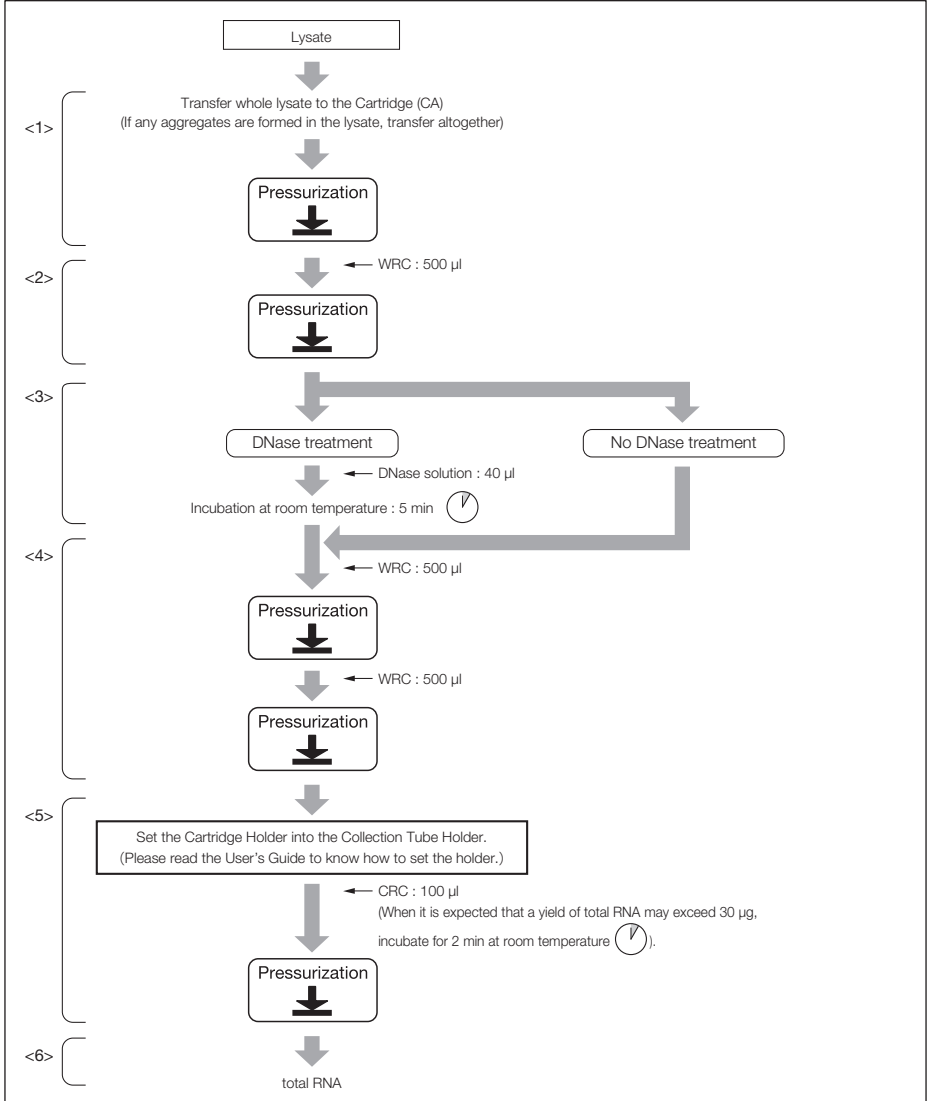 Lysate
<1>
Transfer whole lysate to the Cartridge (CA)
(If any aggregates are formed in the lysate, transfer altogether)
Pressurization
<2>
WRC : 500 µl
Pressurization
<3>
DNase treatment
No DNase treatment
DNase solution : 40 µl
Incubation at room temperature : 5 min
<4>
WRC : 500 µl
Pressurization
WRC : 500 µl
Pressurization
<5>
Set the Cartridge Holder into the Collection Tube Holder.
(Please read the User's Guide to know how to set the holder.)
CRC : 100 µl
(When it is expected that a yield of total RNA may exceed 30 µg,
incubate for 2 min at room temperature ).
Pressurization
<6>
total RNA